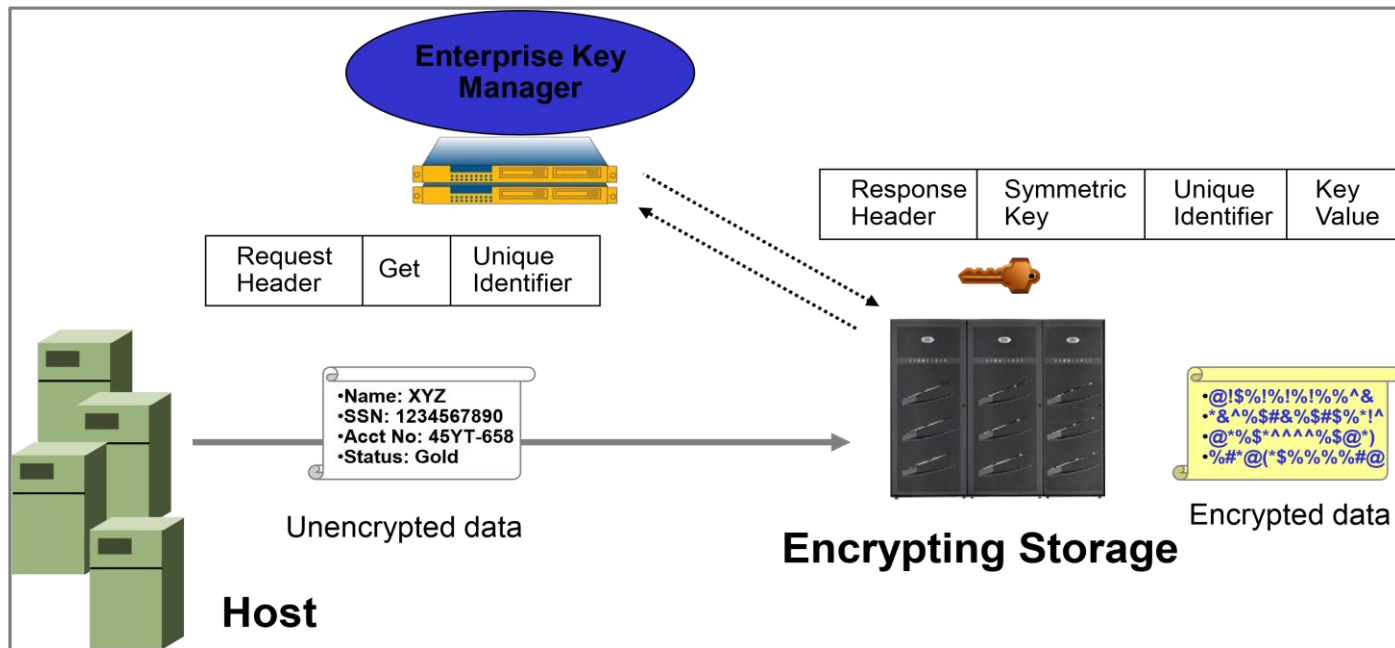 Enterprise Key
Manager
Response
Header
Symmetric
Key
Unique
Identifier
Key
Value
Request
Header
Get
Unique
Identifier
•Name: XYZ
•SSN: 1234567890
•Acct No: 45YT-658
•Status: Gold
•@!$%!%!%!%%^&
•*&^%$#&%$#$%*!^
•@*%$*^^^^%$@*)
•%#*@(*$%%%%#@
Unencrypted data
Encrypted data
Encrypting Storage
Host